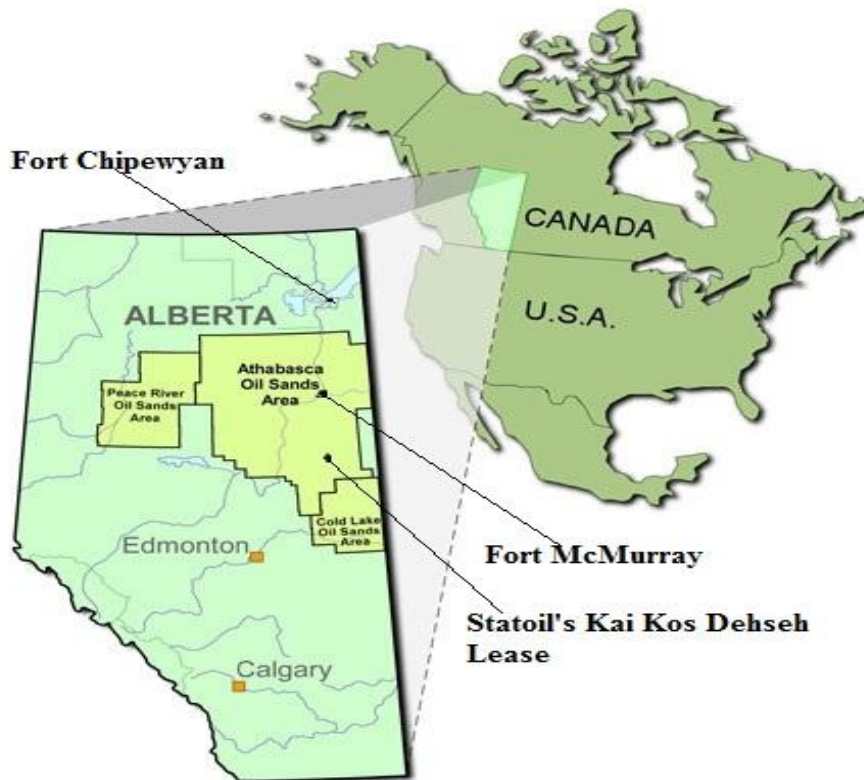 Fort Chipewyan
CANADA
U.S.A.
ALBERTA
Athabasca
Oil Sands
Area
Peace River
Oil Sands
Area
Cold Lake
Oil Sands
Area
Edmonton
Fort McMurray
Statoil's Kai Kos Dehseh
Lease
Calgary